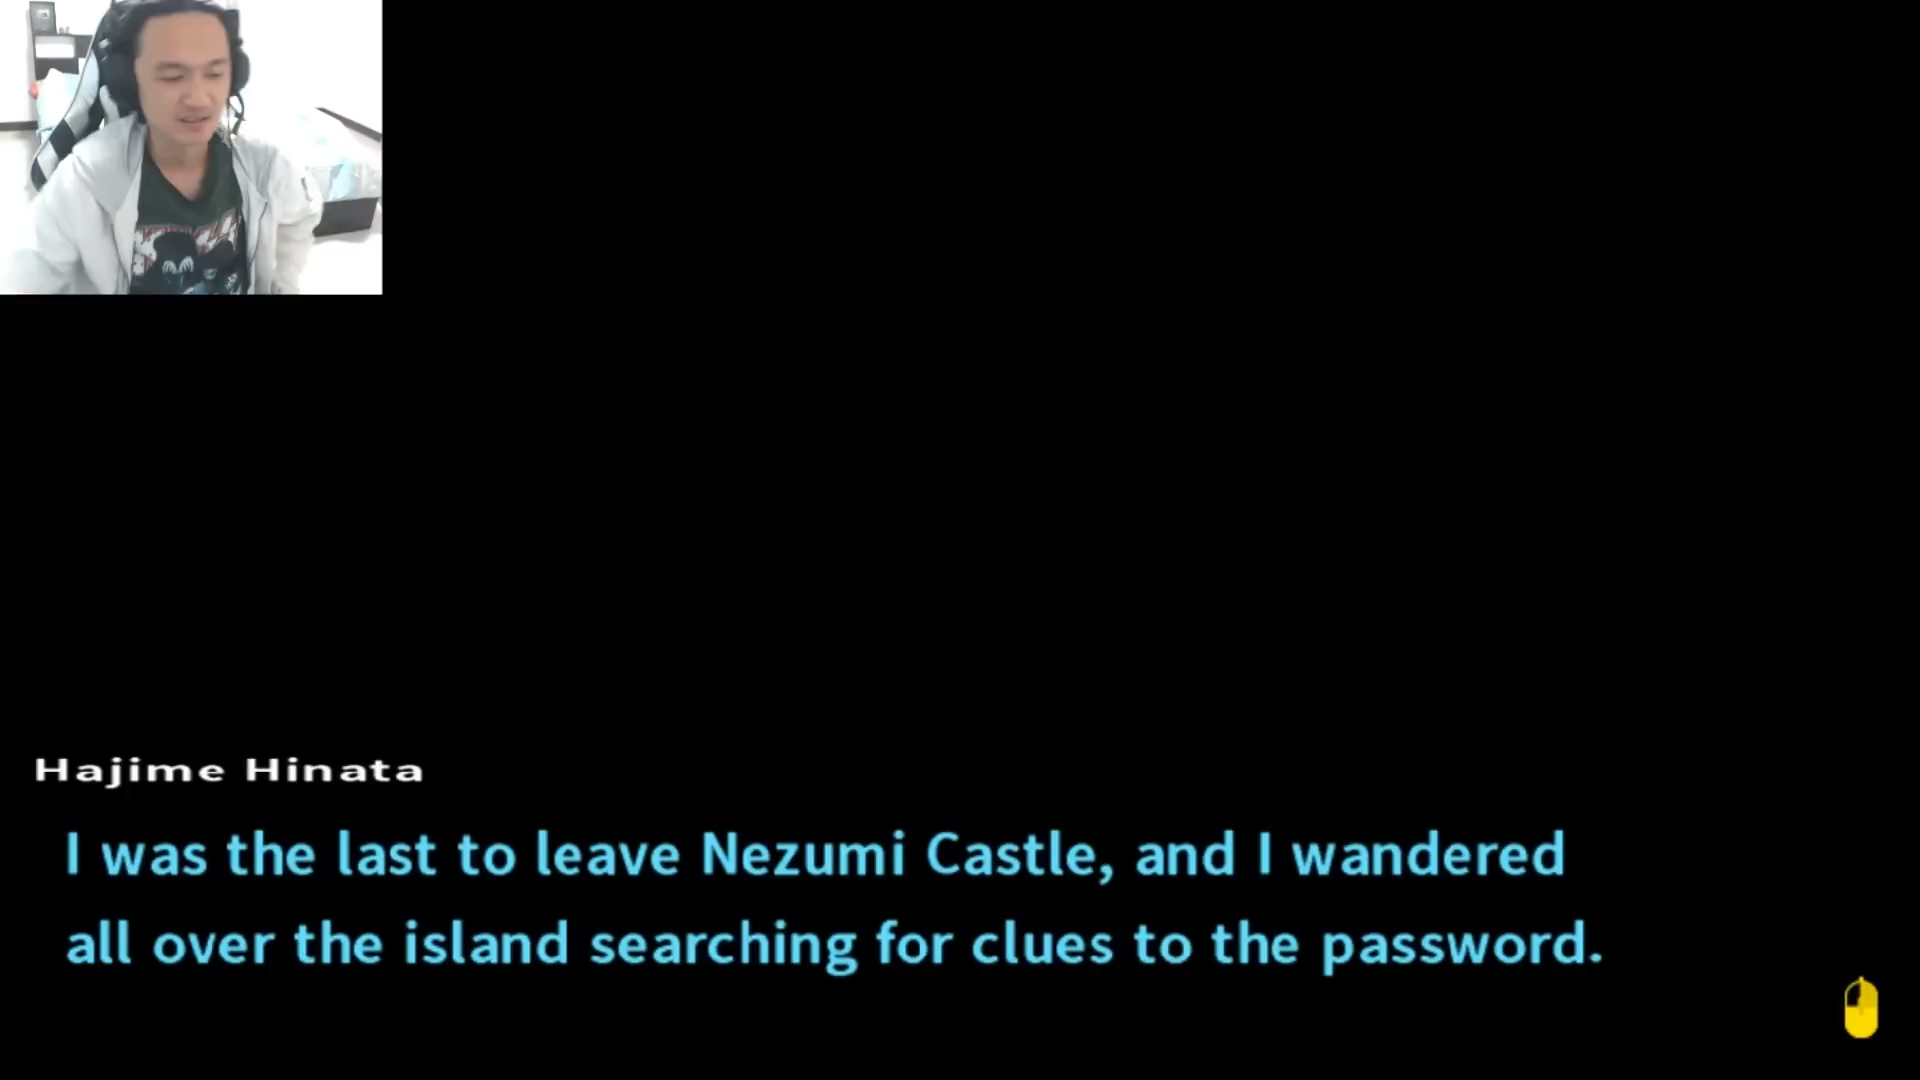 Hajime Hinata
I was the last to leave Nezumi Castle, and I wandered
all over the island searching for clues to the password.